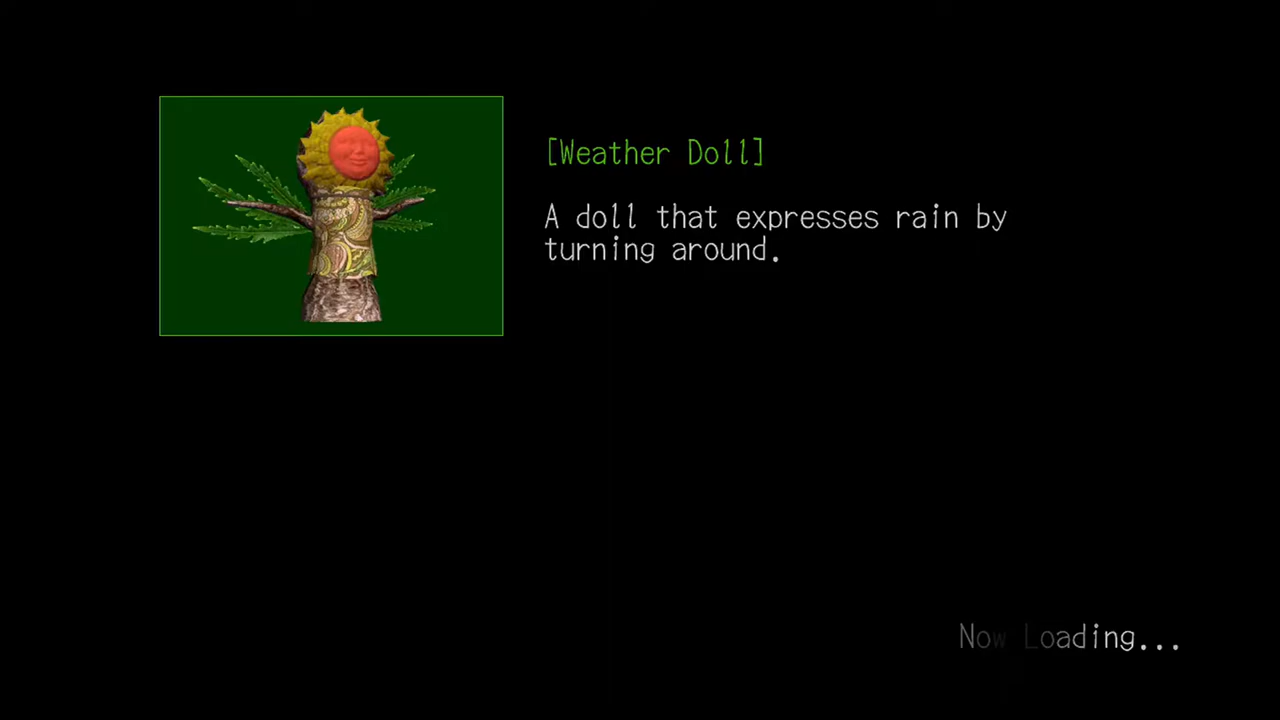 [Weather Doll]
A doll that expresses rain by
turning around.
Now Loading...